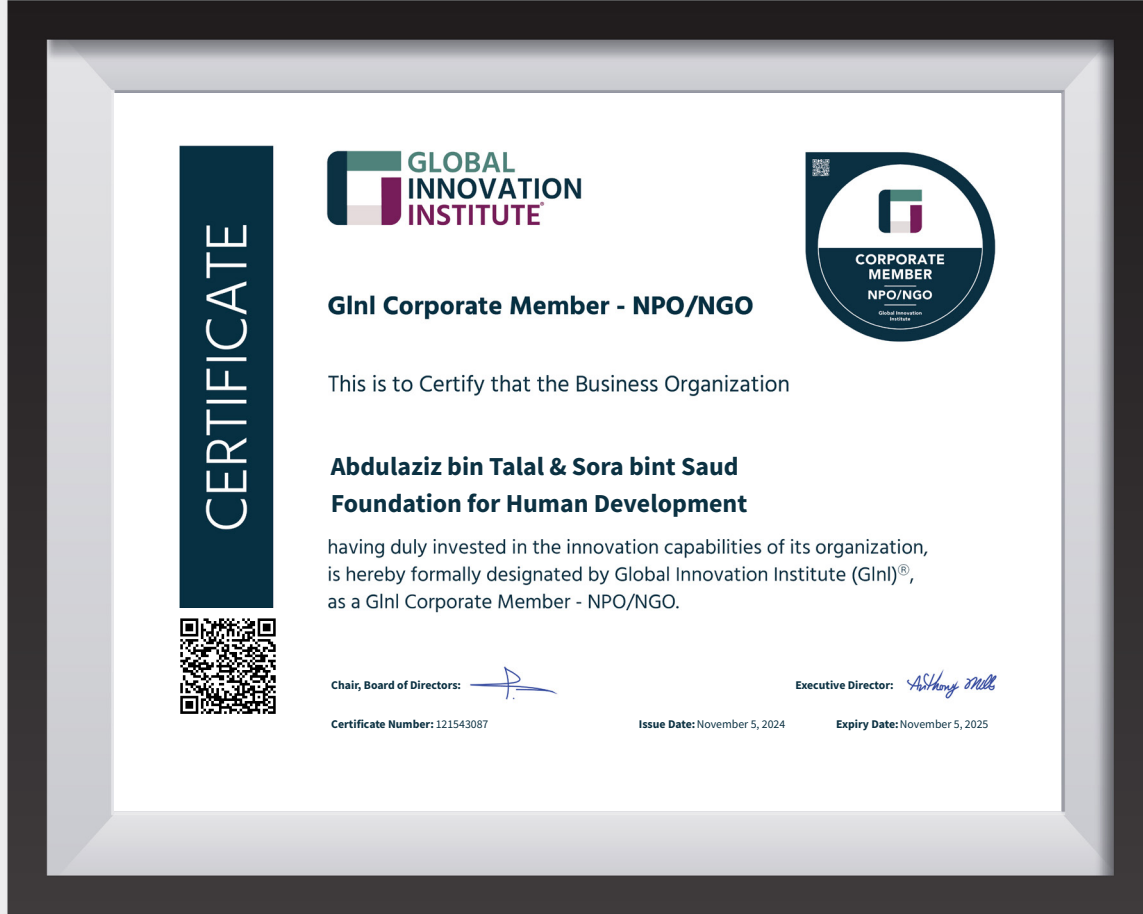 CERTIFICATE
GLOBAL
INNOVATION
INSTITUTE®
CORPORATE
MEMBER
NPO/NGO
Global Innovation
Institute
GInI Corporate Member - NPO/NGO
This is to Certify that the Business Organization
Abdulaziz bin Talal & Sora bint Saud
Foundation for Human Development
having duly invested in the innovation capabilities of its organization,
is hereby formally designated by Global Innovation Institute (GInI)®,
as a GInI Corporate Member - NPO/NGO.
Chair, Board of Directors:
Executive Director: Anthony Mills
Certificate Number: 121543087
Issue Date: November 5, 2024
Expiry Date: November 5, 2025